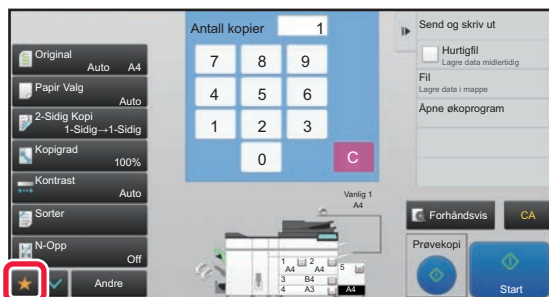 Original
Auto A4
Papir Valg
Auto
2-Sidig Kopi
1-Sidig→1-Sidig
Kopigrad
100%
Kontrast
Auto
Sorter
N-Opp
Off
Andre
Antall kopier 1
7 8 9
4 5 6
1 2 3
0 C
Vanlig 1
A4
1 2 5
A4 A4
3 B4
4 A3 A4
Send og skriv ut
Hurtigfil
Lagre data midlertidig
Fil
Lagre data i mappe
Åpne økoprogram
Forhåndsvis CA
Prøvekopi
Start